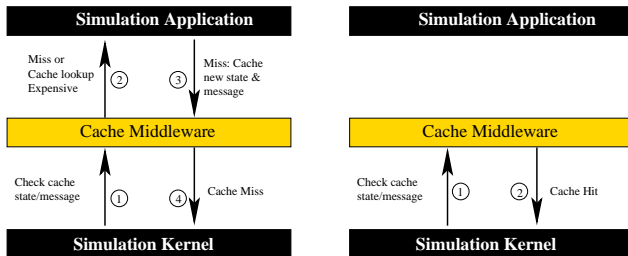 Simulation Application
Miss or
Cache lookup
Expensive
2
3
Miss: Cache
new state &
message
Cache Middleware
Check cache
state/message
1
4
Cache Miss
Simulation Kernel
Simulation Application
Cache Middleware
Check cache
state/message
1
2
Cache Hit
Simulation Kernel